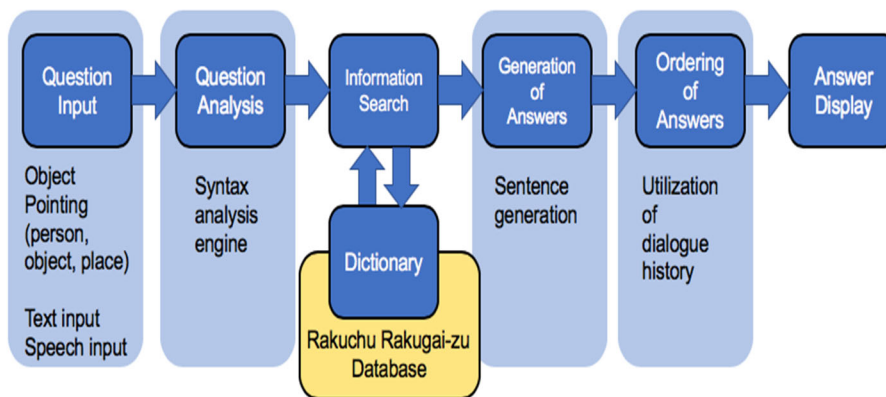 Question
Input
Question
Analysis
Information
Search
Generation
of
Answers
Ordering
of
Answers
Answer
Display
Object
Pointing
(person,
object, place)
Text input
Speech input
Syntax
analysis
engine
Dictionary
Rakuchu Rakugai-zu
Database
Sentence
generation
Utilization
of
dialogue
history